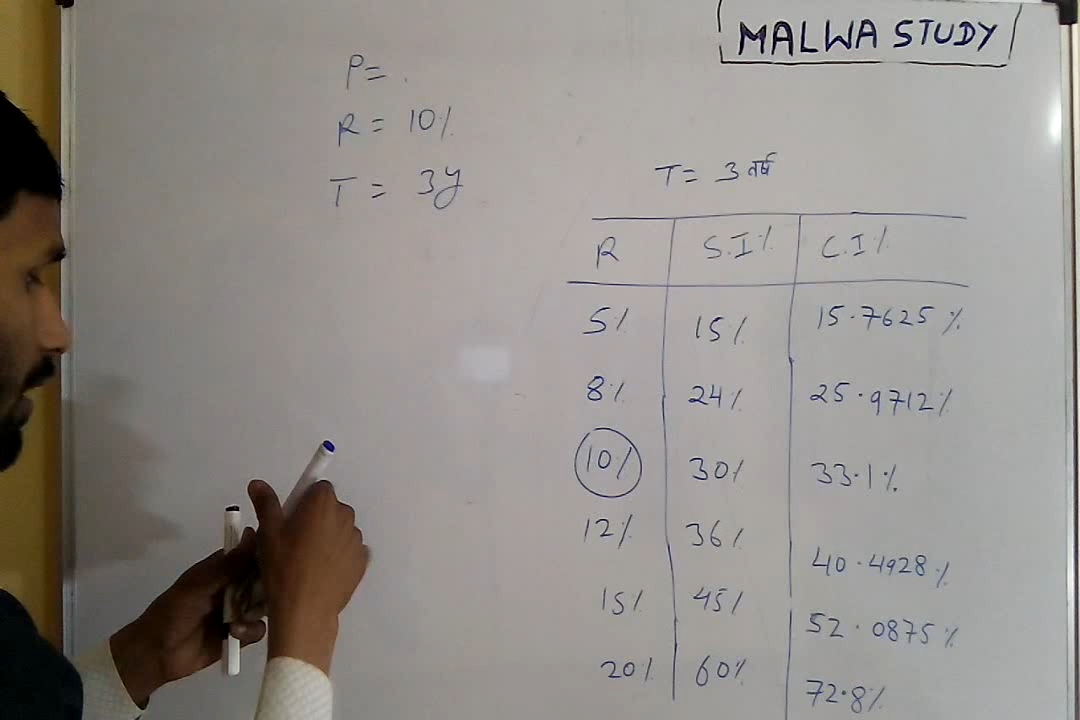 MALWA STUDY
P= .
R = 10%
T = 3y
T = 3 वर्ष
R S.I% C.I%
5% 15% 15.7625%
8% 24% 25.9712%
10% 30% 33.1%
12% 36% 40.4928%
15% 45% 52.0875%
20% 60% 72.8%